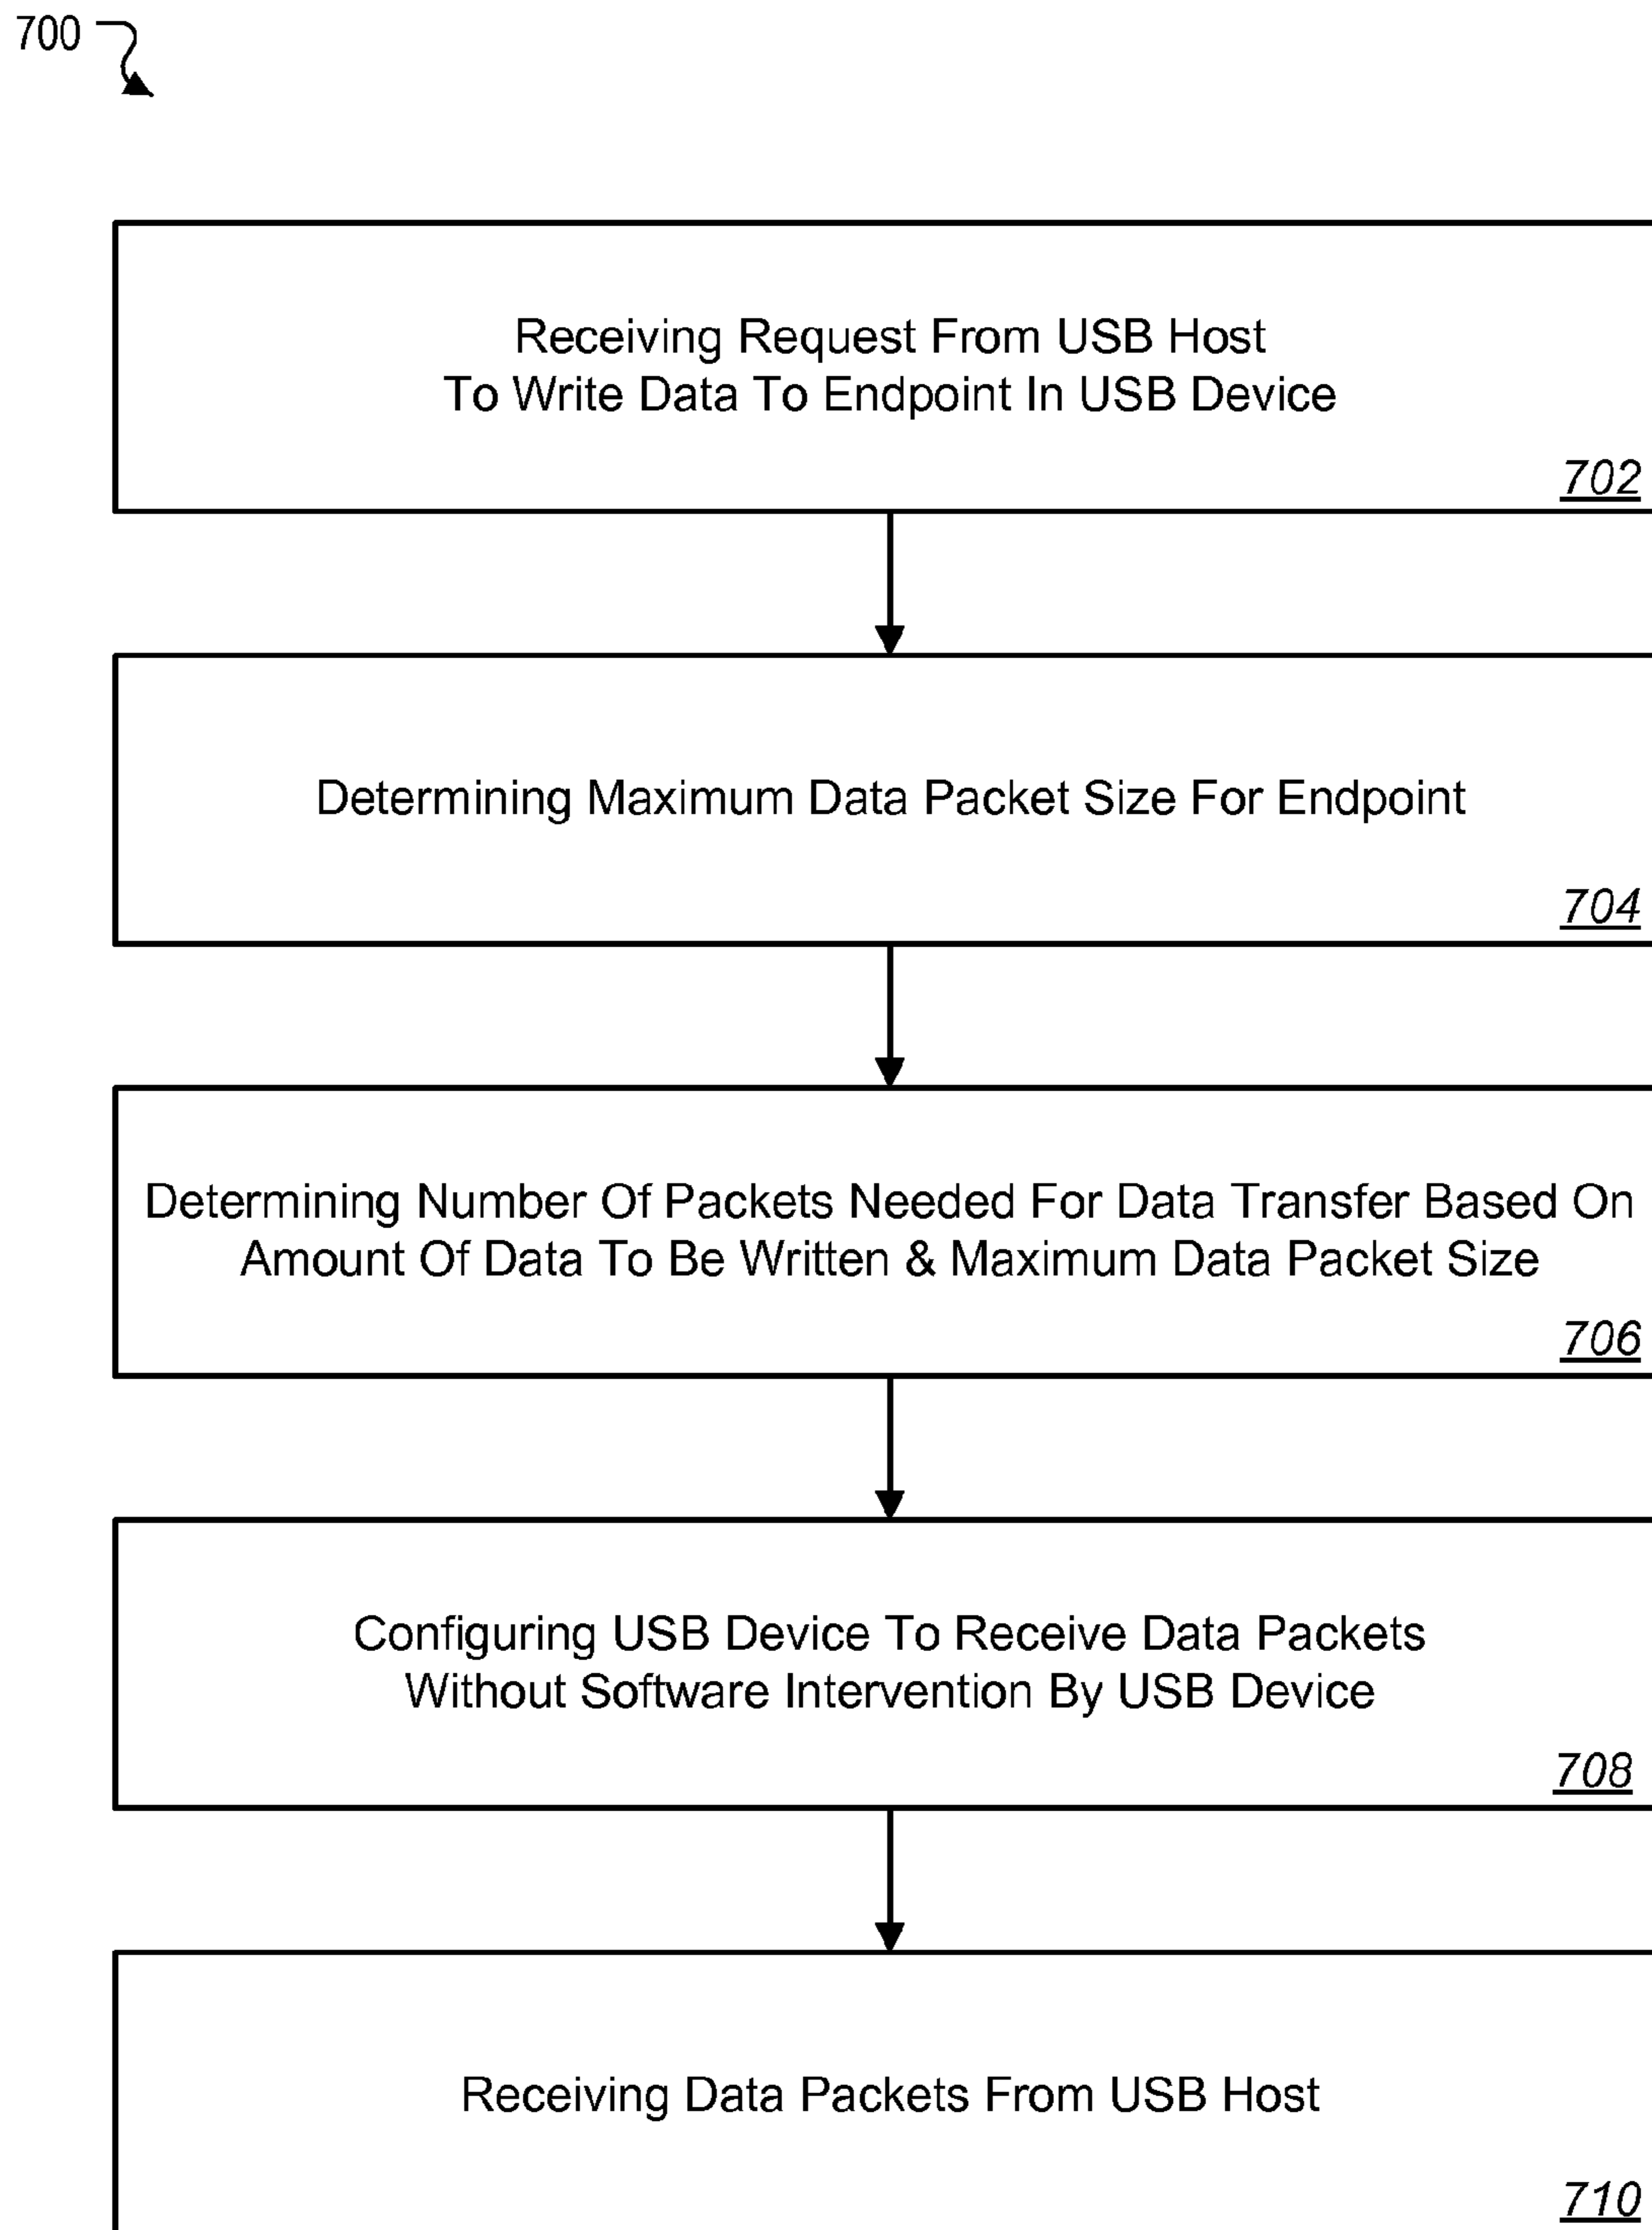 700
Receiving Request From USB Host
To Write Data To Endpoint In USB Device
702
Determining Maximum Data Packet Size For Endpoint
704
Determining Number Of Packets Needed For Data Transfer Based On
Amount Of Data To Be Written & Maximum Data Packet Size
706
Configuring USB Device To Receive Data Packets
Without Software Intervention By USB Device
708
Receiving Data Packets From USB Host
710